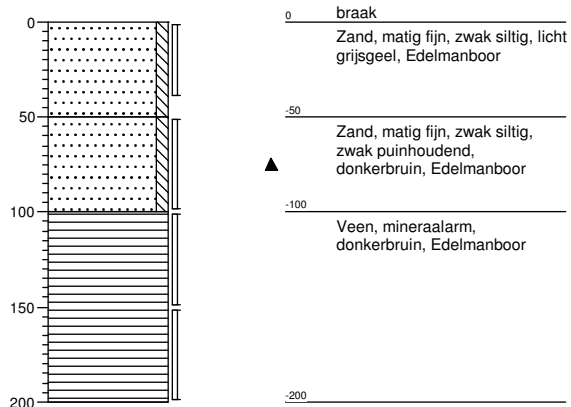 0
50
100
150
200
0
braak
Zand, matig fijn, zwak siltig, licht
grijsgeel, Edelmanboor
-50
Zand, matig fijn, zwak siltig,
zwak puinhoudend,
donkerbruin, Edelmanboor
-100
Veen, mineraalarm,
donkerbruin, Edelmanboor
-200